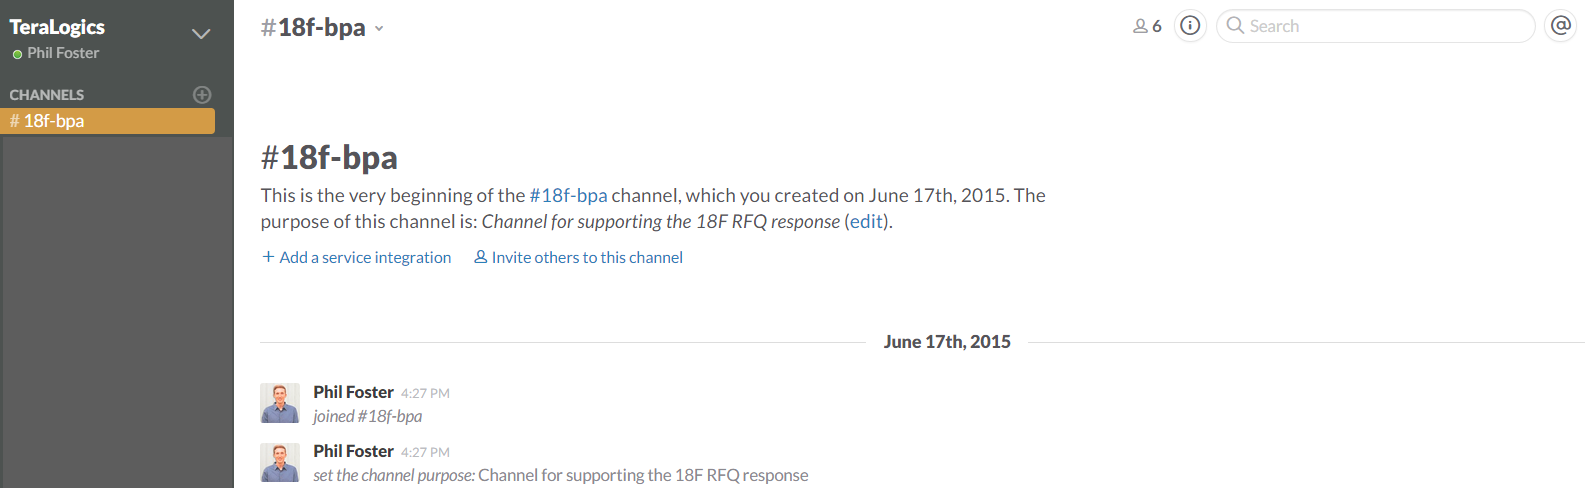 TeraLogics
Phil Foster
CHANNELS
# 18f-bpa
#18f-bpa
6
Search
#18f-bpa
This is the very beginning of the #18f-bpa channel, which you created on June 17th, 2015. The
purpose of this channel is: Channel for supporting the 18F RFQ response (edit).
+ Add a service integration
Invite others to this channel
June 17th, 2015
Phil Foster 4:27 PM
joined #18f-bpa
Phil Foster 4:27 PM
set the channel purpose: Channel for supporting the 18F RFQ response